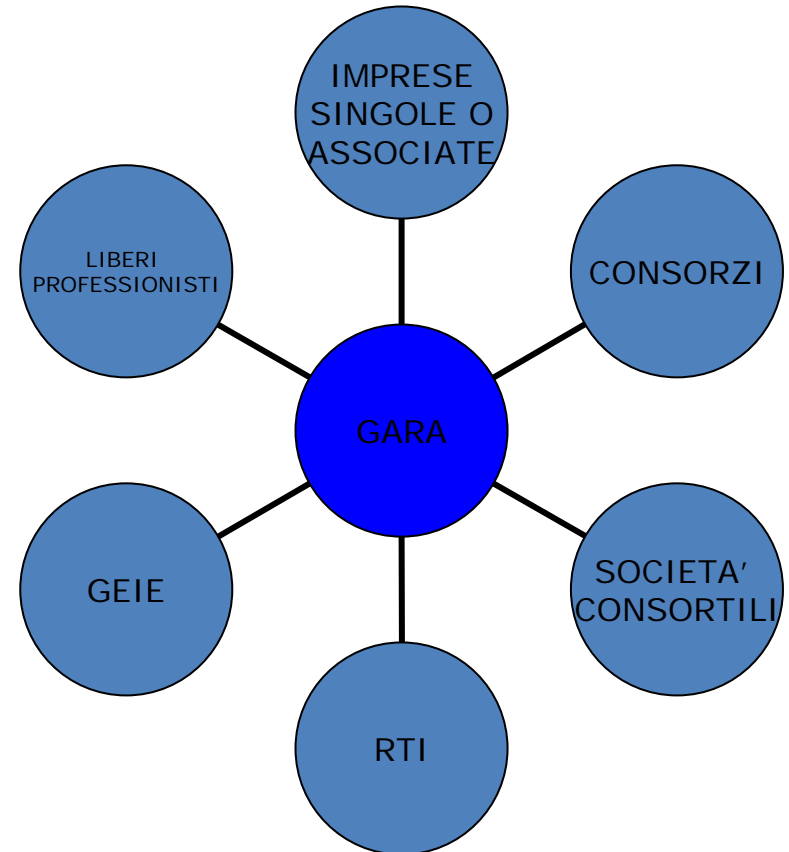 IMPRESE
SINGOLE O
ASSOCIATE
LIBERI
PROFESSIONISTI
CONSORZI
GARA
GEIE
SOCIETA’
CONSORTILI
RTI